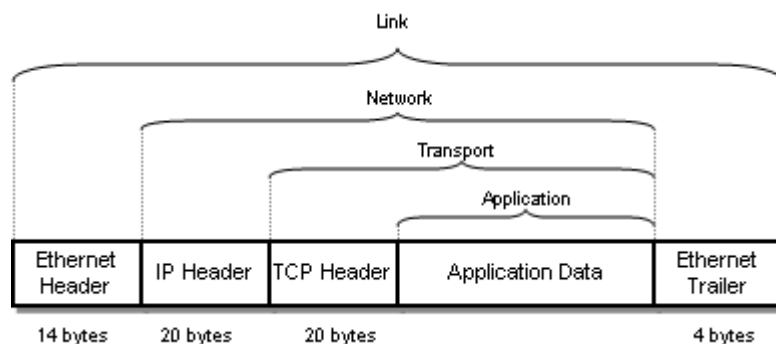 Link
Network
Transport
Application
Ethernet
Header
IP Header
TCP Header
Application Data
Ethernet
Trailer
14 bytes
20 bytes
20 bytes
4 bytes